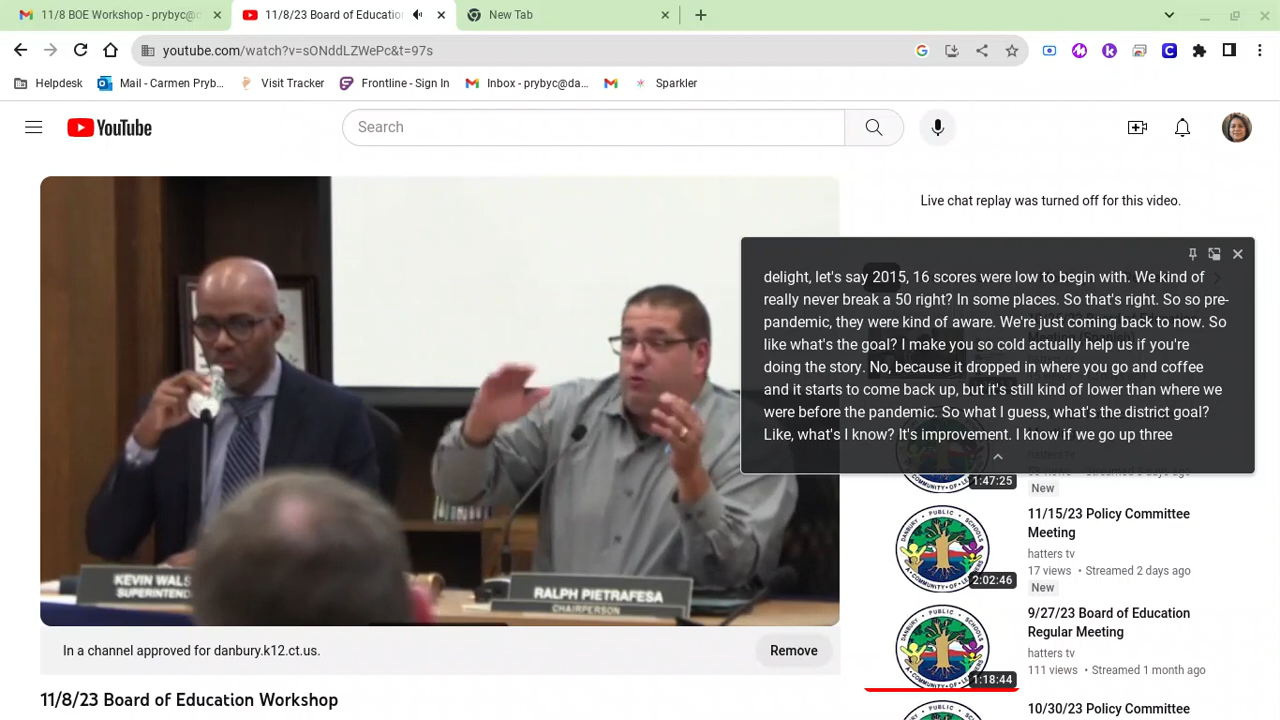 11/8 BOE Workshop - prybyc@d
11/8/23 Board of Education
New Tab
youtube.com/watch?v=sONddLZWePc&t=97s
Helpdesk
Mail - Carmen Pryb...
Visit Tracker
Frontline - Sign In
Inbox - prybyc@da...
Sparkler
YouTube
Search
Live chat replay was turned off for this video.
delight, let's say 2015, 16 scores were low to begin with. We kind of
really never break a 50 right? In some places. So that's right. So so pre-
pandemic, they were kind of aware. We're just coming back to now. So
like what's the goal? I make you so cold actually help us if you're
doing the story. No, because it dropped in where you go and coffee
and it starts to come back up, but it's still kind of lower than where we
were before the pandemic. So what I guess, what's the district goal?
Like, what's I know? It's improvement. I know if we go up three
1:47:25
New
11/15/23 Policy Committee
Meeting
hatters tv
17 views • Streamed 2 days ago
New
2:02:46
9/27/23 Board of Education
Regular Meeting
hatters tv
111 views • Streamed 1 month ago
1:18:44
10/30/23 Policy Committee
KEVIN WALS
SUPERINTEND
RALPH PIETRAFESA
CHAIRPERSON
In a channel approved for danbury.k12.ct.us.
Remove
11/8/23 Board of Education Workshop